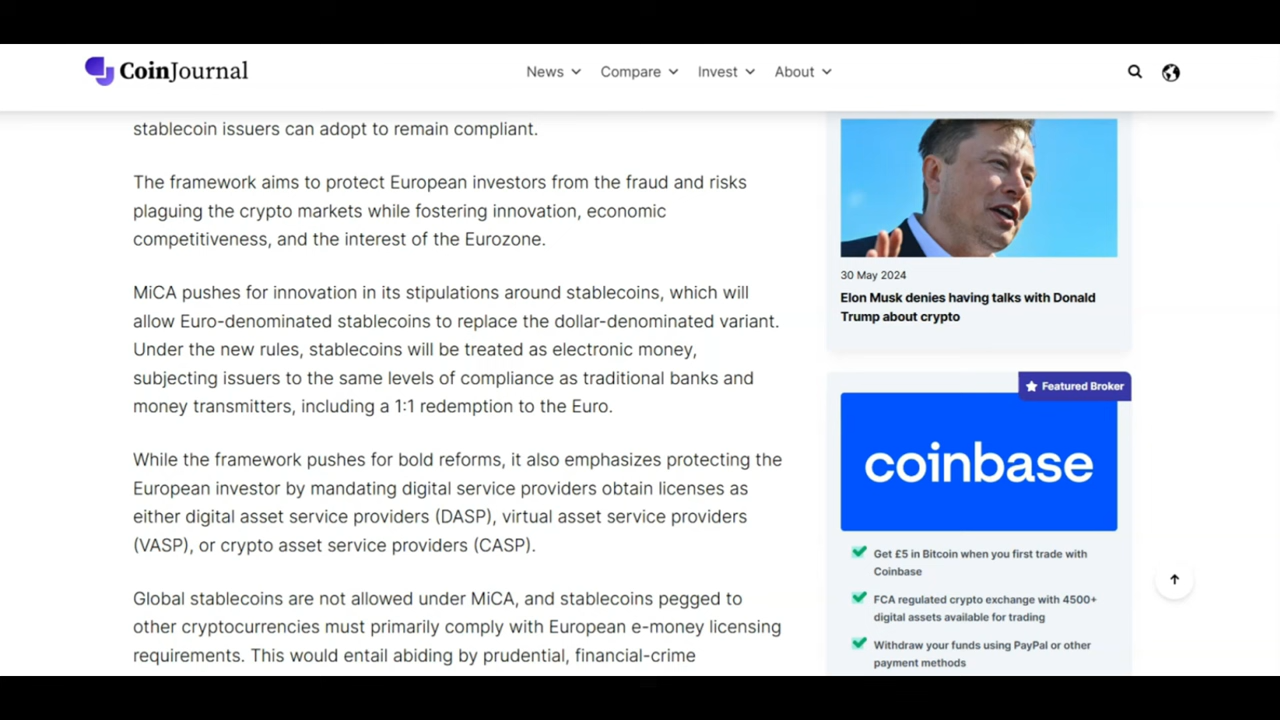 CoinJournal
News
Compare
Invest
About
stablecoin issuers can adopt to remain compliant.
The framework aims to protect European investors from the fraud and risks
plaguing the crypto markets while fostering innovation, economic
competitiveness, and the interest of the Eurozone.
MiCA pushes for innovation in its stipulations around stablecoins, which will
allow Euro-denominated stablecoins to replace the dollar-denominated variant.
Under the new rules, stablecoins will be treated as electronic money,
subjecting issuers to the same levels of compliance as traditional banks and
money transmitters, including a 1:1 redemption to the Euro.
While the framework pushes for bold reforms, it also emphasizes protecting the
European investor by mandating digital service providers obtain licenses as
either digital asset service providers (DASP), virtual asset service providers
(VASP), or crypto asset service providers (CASP).
Global stablecoins are not allowed under MiCA, and stablecoins pegged to
other cryptocurrencies must primarily comply with European e-money licensing
requirements. This would entail abiding by prudential, financial-crime
30 May 2024
Elon Musk denies having talks with Donald
Trump about crypto
Featured Broker
coinbase
Get £5 in Bitcoin when you first trade with
Coinbase
FCA regulated crypto exchange with 4500+
digital assets available for trading
Withdraw your funds using PayPal or other
payment methods